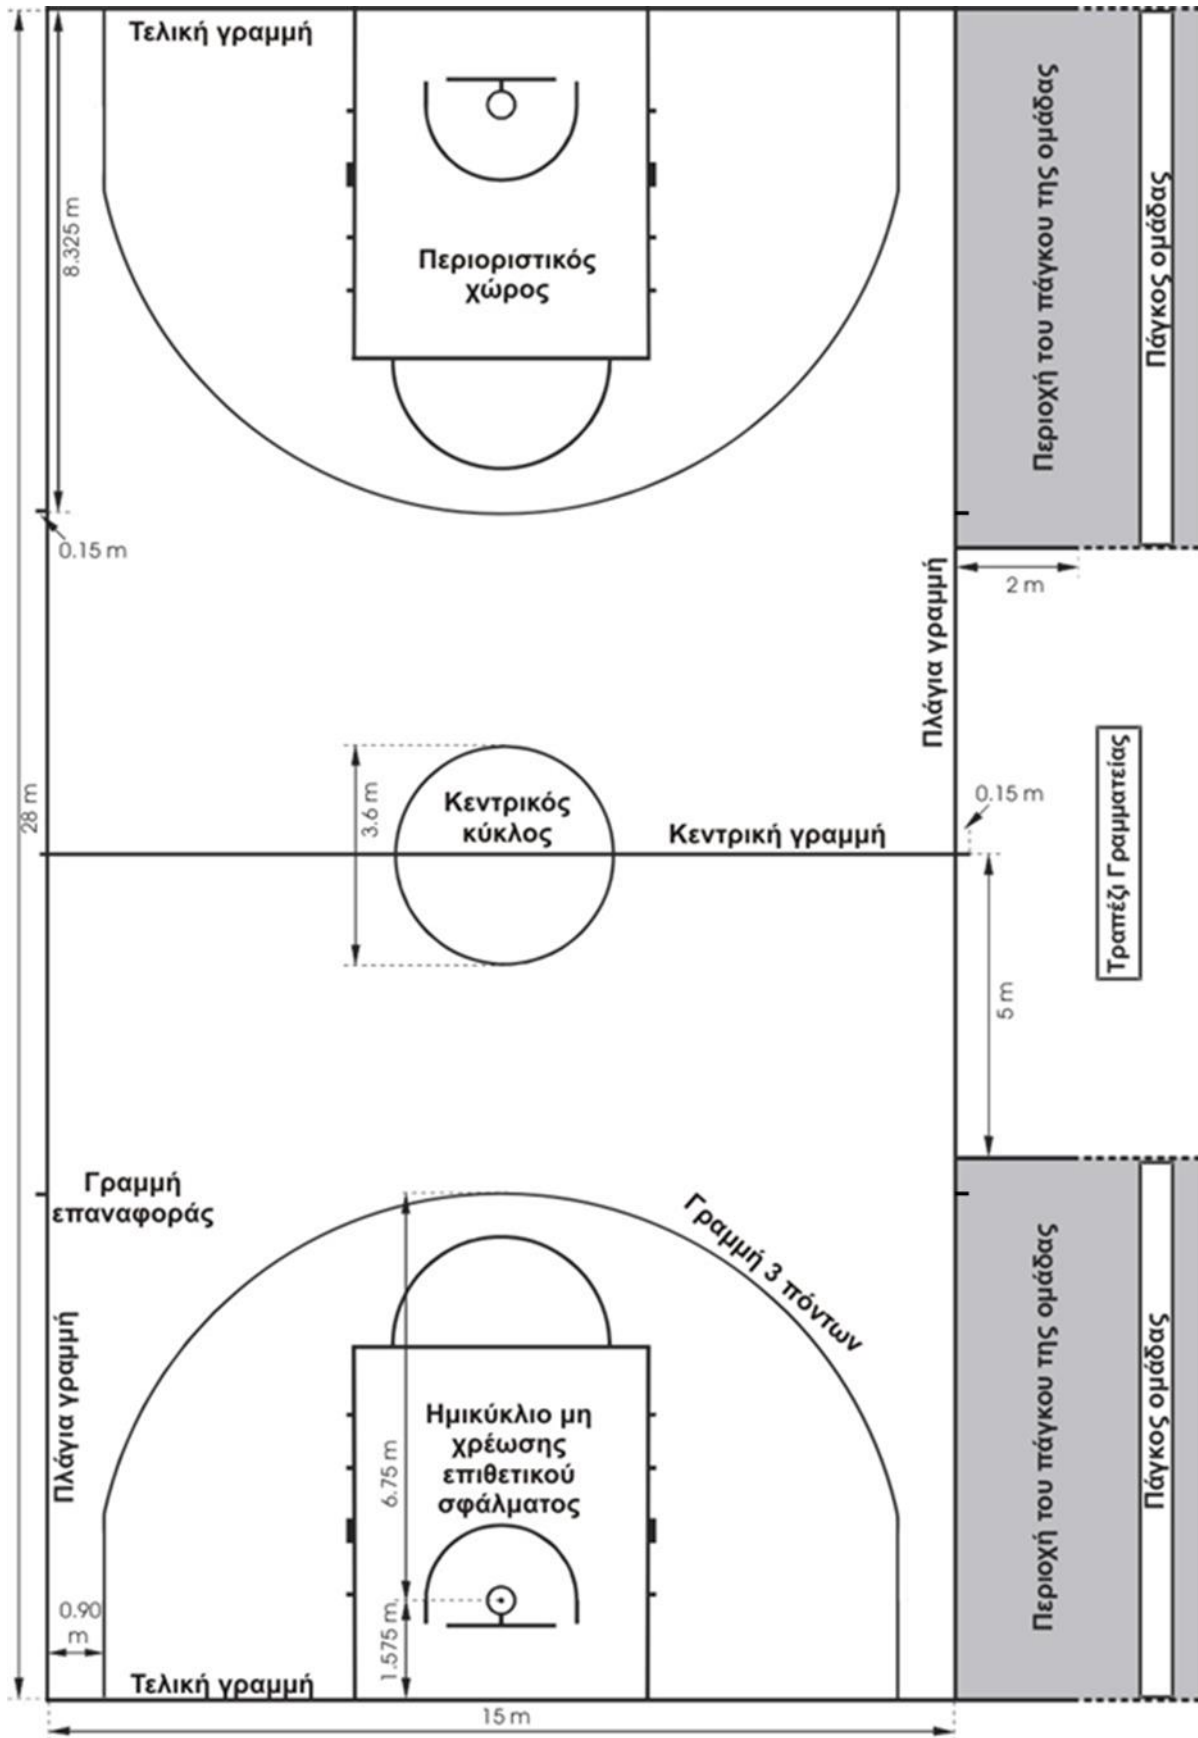 Τελική γραμμή
8.325 m
Περιοριστικός
χώρος
Περιοχή του πάγκου της ομάδας
Πάγκος ομάδας
0.15 m
2 m
Πλάγια γραμμή
28 m
3.6 m
Κεντρικός
κύκλος
Κεντρική γραμμή
0.15 m
Τραπέζι Γραμματείας
5 m
Γραμμή
επαναφοράς
Γραμμή 3 πόντων
Πλάγια γραμμή
6.75 m
Ημικύκλιο μη
χρέωσης
επιθετικού
σφάλματος
Περιοχή του πάγκου της ομάδας
Πάγκος ομάδας
0.90
m
1.575 m
Τελική γραμμή
15 m